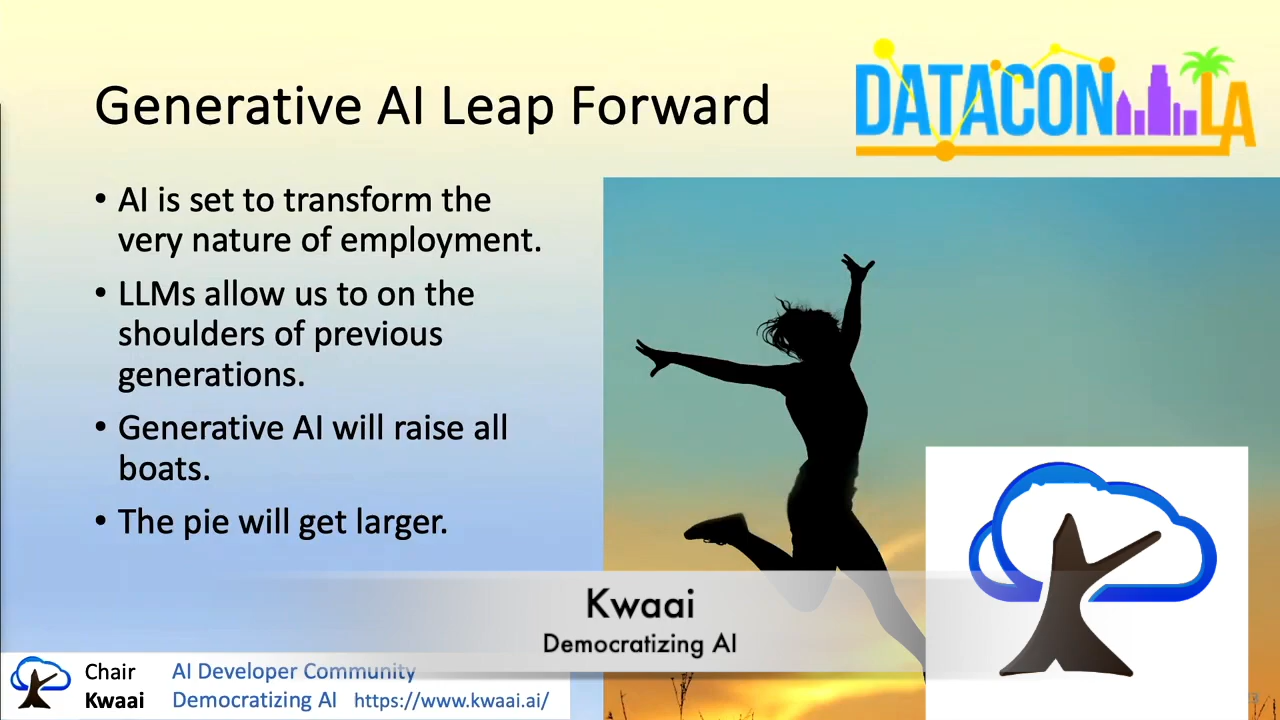 Generative AI Leap Forward
DATACON LA
• AI is set to transform the
very nature of employment.
• LLMs allow us to on the
shoulders of previous
generations.
• Generative AI will raise all
boats.
• The pie will get larger.
Kwaai
Democratizing AI
Chair AI Developer Community
Kwaai Democratizing AI https://www.kwaai.ai/